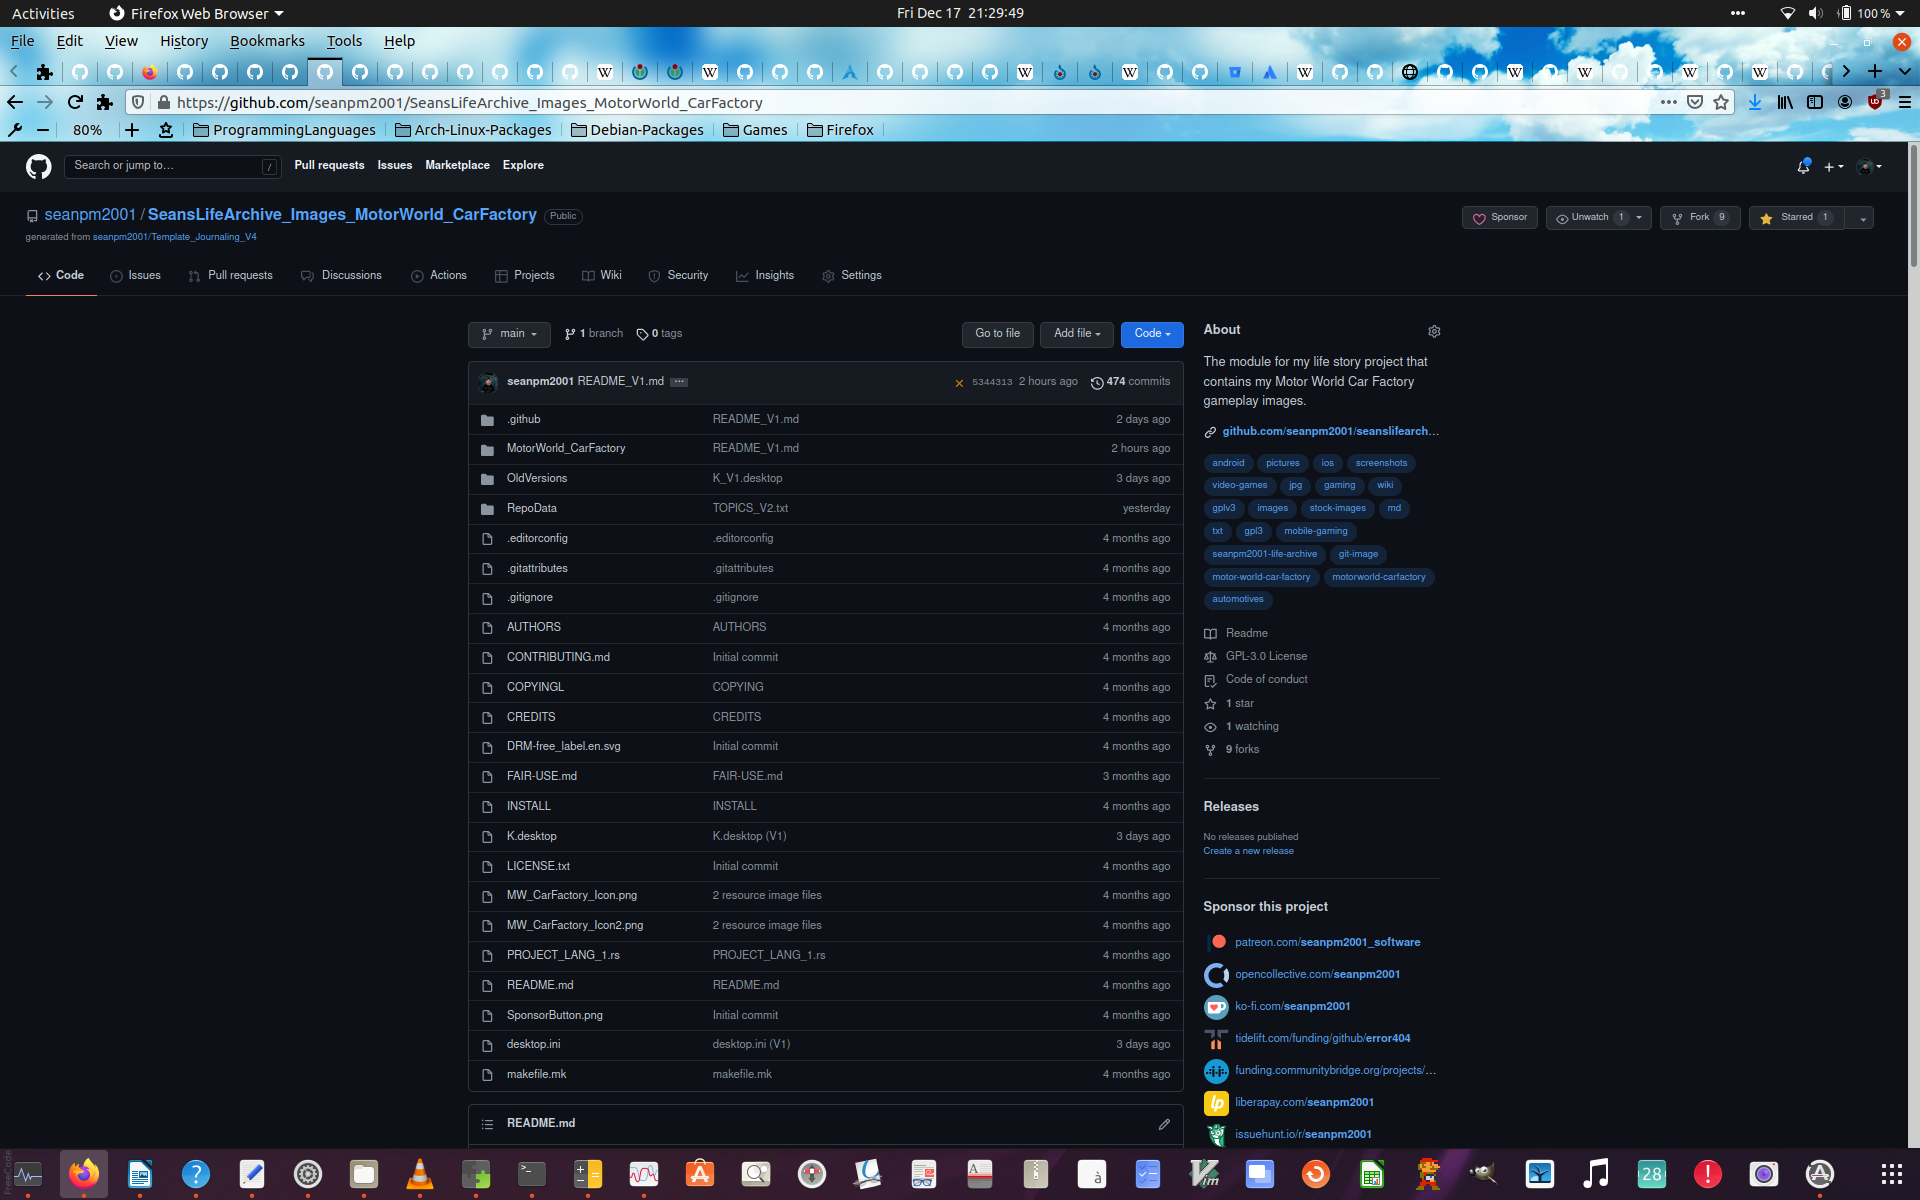 Activities Firefox Web Browser Fri Dec 17 21:29:49 100 %
File Edit View History Bookmarks Tools Help
https://github.com/seanpm2001/SeansLifeArchive_Images_MotorWorld_CarFactory 3
80% ProgrammingLanguages Arch-Linux-Packages Debian-Packages Games Firefox
Search or jump to... / Pull requests Issues Marketplace Explore
seanpm2001 / SeansLifeArchive_Images_MotorWorld_CarFactory Public Sponsor Unwatch 1 Fork 9 Starred 1
generated from seanpm2001/Template_Journaling_V4
Code Issues Pull requests Discussions Actions Projects Wiki Security Insights Settings
main 1 branch 0 tags Go to file Add file Code
seanpm2001 README_V1.md 5344313 2 hours ago 474 commits
.github README_V1.md 2 days ago
MotorWorld_CarFactory README_V1.md 2 hours ago
OldVersions K_V1.desktop 3 days ago
RepoData TOPICS_V2.txt yesterday
.editorconfig .editorconfig 4 months ago
.gitattributes .gitattributes 4 months ago
.gitignore .gitignore 4 months ago
AUTHORS AUTHORS 4 months ago
CONTRIBUTING.md Initial commit 4 months ago
COPYINGL COPYING 4 months ago
CREDITS CREDITS 4 months ago
DRM-free_label.en.svg Initial commit 4 months ago
FAIR-USE.md FAIR-USE.md 3 months ago
INSTALL INSTALL 4 months ago
K.desktop K.desktop (V1) 3 days ago
LICENSE.txt Initial commit 4 months ago
MW_CarFactory_Icon.png 2 resource image files 4 months ago
MW_CarFactory_Icon2.png 2 resource image files 4 months ago
PROJECT_LANG_1.rs PROJECT_LANG_1.rs 4 months ago
README.md README.md 4 months ago
SponsorButton.png Initial commit 4 months ago
desktop.ini desktop.ini (V1) 3 days ago
makefile.mk makefile.mk 4 months ago
README.md
About
The module for my life story project that
contains my Motor World Car Factory
gameplay images.
github.com/seanpm2001/seanslifearch...
android pictures ios screenshots
video-games jpg gaming wiki
gplv3 images stock-images md
txt gpl3 mobile-gaming
seanpm2001-life-archive git-image
motor-world-car-factory motorworld-carfactory
automotives
Readme
GPL-3.0 License
Code of conduct
1 star
1 watching
9 forks
Releases
No releases published
Create a new release
Sponsor this project
patreon.com/seanpm2001_software
opencollective.com/seanpm2001
ko-fi.com/seanpm2001
tidelift.com/funding/github/error404
funding.communitybridge.org/projects/...
liberapay.com/seanpm2001
issuehunt.io/r/seanpm2001
28